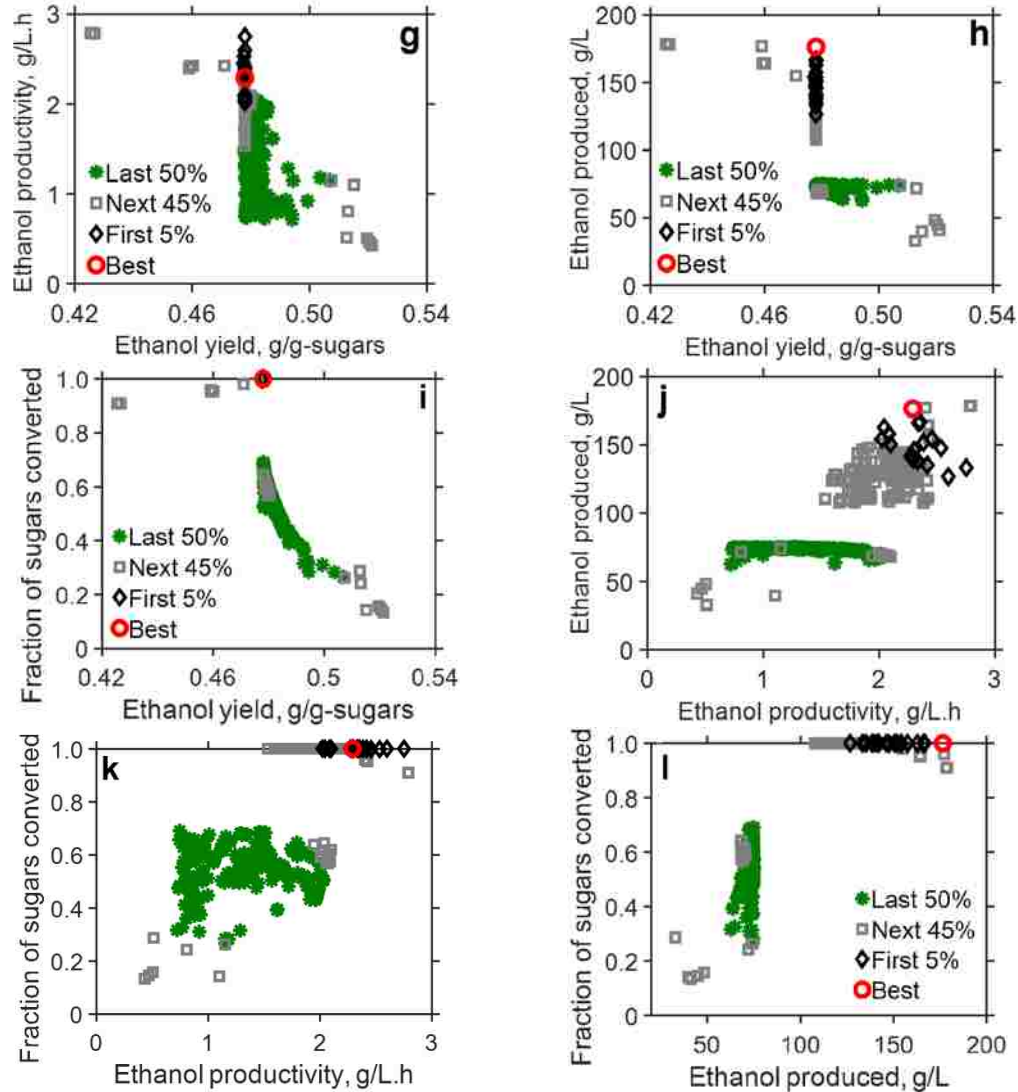 g
Ethanol productivity, g/L.h
3
2
1
0
Last 50%
Next 45%
First 5%
Best
0.42 0.46 0.50 0.54
Ethanol yield, g/g-sugars
h
Ethanol produced, g/L
200
150
100
50
0
Last 50%
Next 45%
First 5%
Best
0.42 0.46 0.50 0.54
Ethanol yield, g/g-sugars
i
Fraction of sugars converted
1.0
0.8
0.6
0.4
0.2
0
Last 50%
Next 45%
First 5%
Best
0.42 0.46 0.5 0.54
Ethanol yield, g/g-sugars
j
Ethanol produced, g/L
200
150
100
50
0
0 1 2 3
Ethanol productivity, g/L.h
k
Fraction of sugars converted
1.0
0.8
0.6
0.4
0.2
0
0 1 2 3
Ethanol productivity, g/L.h
l
Fraction of sugars converted
1.0
0.8
0.6
0.4
0.2
0
Last 50%
Next 45%
First 5%
Best
50 100 150 200
Ethanol produced, g/L